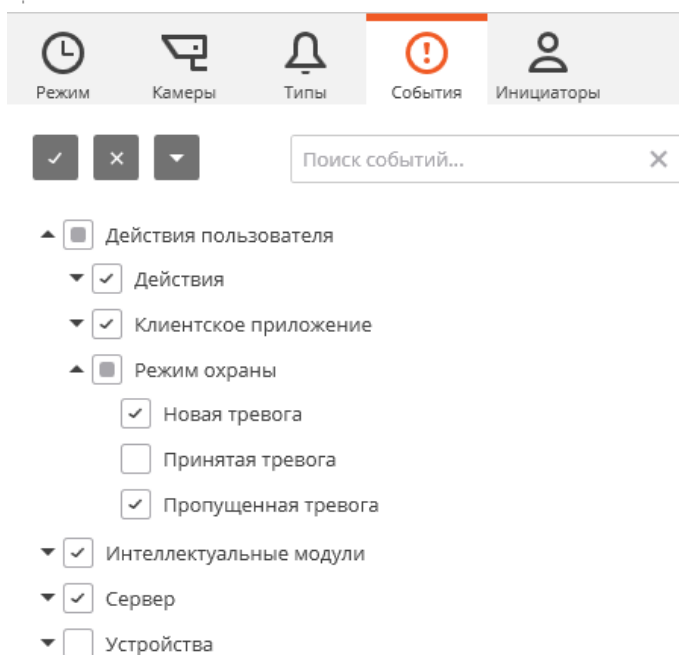 Режим Камеры Типы События Инициаторы
Поиск событий...
Действия пользователя
Действия
Клиентское приложение
Режим охраны
Новая тревога
Принятая тревога
Пропущенная тревога
Интеллектуальные модули
Сервер
Устройства